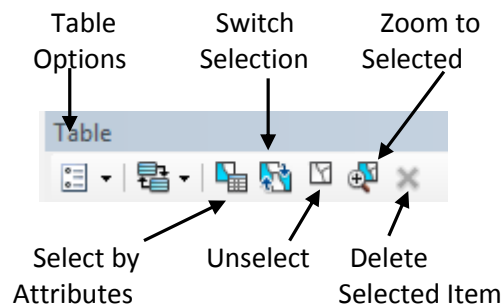 Table
Options
Switch
Selection
Zoom to
Selected
Table
Select by
Attributes
Unselect
Delete
Selected Item